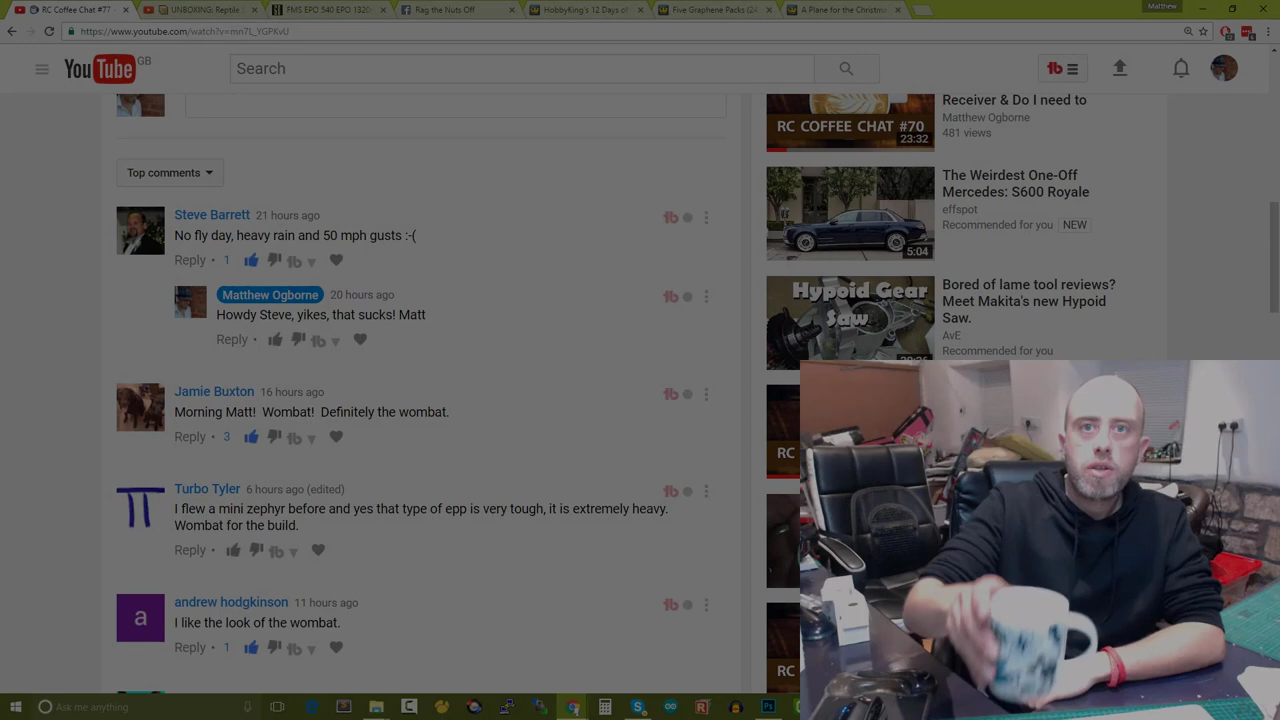 RC Coffee Chat #77 -
UNBOXING: Reptile
FMS EPO 540 EPO 1320
Rag the Nuts Off
HobbyKing's 12 Days of
Five Graphene Packs (24
A Plane for the Christma
Matthew
https://www.youtube.com/watch?v=mn7L_YGPKvU
YouTube GB
Search
Top comments
Steve Barrett 21 hours ago
No fly day, heavy rain and 50 mph gusts :-(
Reply • 1
Matthew Ogborne 20 hours ago
Howdy Steve, yikes, that sucks! Matt
Reply •
Jamie Buxton 16 hours ago
Morning Matt! Wombat! Definitely the wombat.
Reply • 3
Turbo Tyler 6 hours ago (edited)
I flew a mini zephyr before and yes that type of epp is very tough, it is extremely heavy.
Wombat for the build.
Reply •
andrew hodgkinson 11 hours ago
I like the look of the wombat.
Reply • 1
RC COFFEE CHAT #70
23:32
Receiver & Do I need to
Matthew Ogborne
481 views
5:04
The Weirdest One-Off
Mercedes: S600 Royale
effspot
Recommended for you NEW
Hypoid Gear
Saw
Bored of lame tool reviews?
Meet Makita's new Hypoid
Saw.
AvE
Recommended for you
RC
RC
Ask me anything